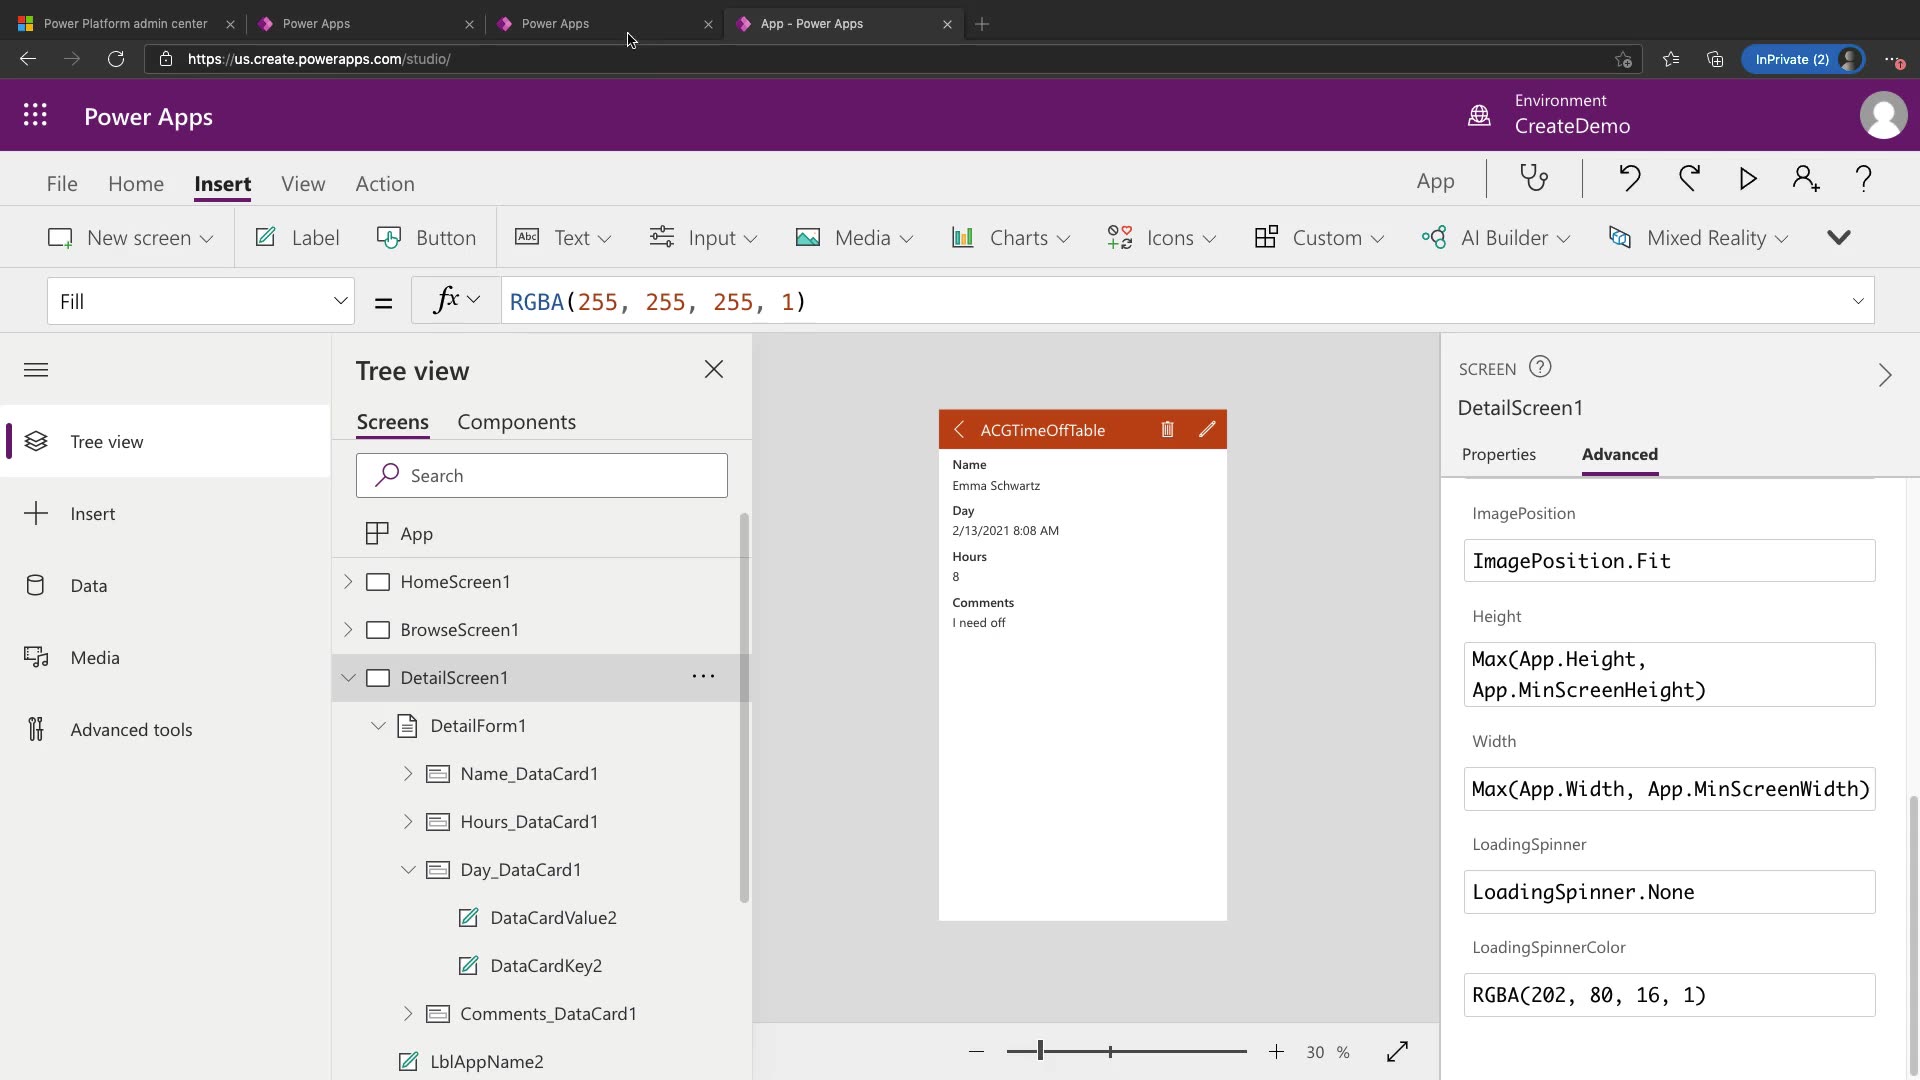 Power Platform admin center
Power Apps
Power Apps
App - Power Apps
https://us.create.powerapps.com/studio/
InPrivate (2)
Power Apps
Environment
CreateDemo
File
Home
Insert
View
Action
App
New screen
Label
Button
Abc
Text
Input
Media
Charts
Icons
Custom
AI Builder
Mixed Reality
Fill
=
fx
RGBA(255, 255, 255, 1)
Tree view
Insert
Data
Media
Advanced tools
Tree view
Screens
Components
Search
App
HomeScreen1
BrowseScreen1
DetailScreen1
...
DetailForm1
Name_DataCard1
Hours_DataCard1
Day_DataCard1
DataCardValue2
DataCardKey2
Comments_DataCard1
LblAppName2
ACGTimeOffTable
Name
Emma Schwartz
Day
2/13/2021 8:08 AM
Hours
8
Comments
I need off
30 %
SCREEN
DetailScreen1
Properties
Advanced
ImagePosition
ImagePosition.Fit
Height
Max(App.Height,
App.MinScreenHeight)
Width
Max(App.Width, App.MinScreenWidth)
LoadingSpinner
LoadingSpinner.None
LoadingSpinnerColor
RGBA(202, 80, 16, 1)